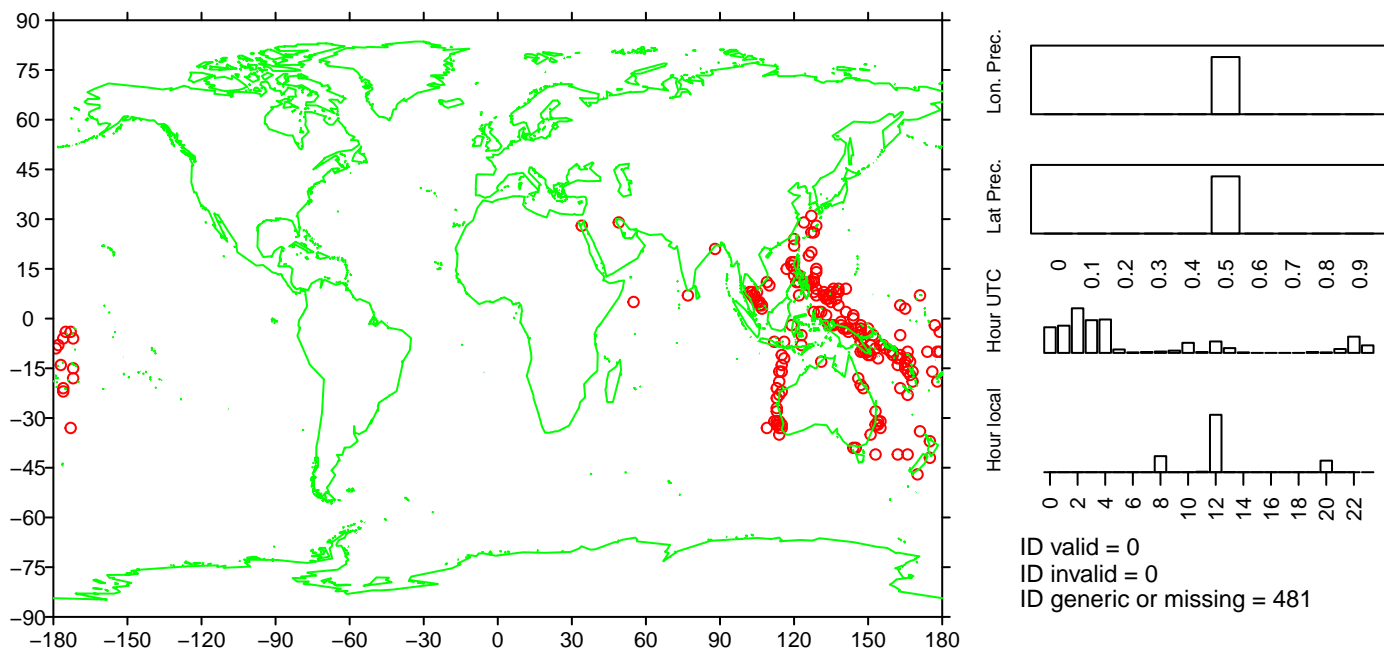 90
75
60
45
30
15
0
−15
−30
−45
−60
−75
−90
−180 −150 −120 −90 −60 −30 0 30 60 90 120 150 180
Lon. Prec.
Lat Prec.
0 0.1 0.2 0.3 0.4 0.5 0.6 0.7 0.8 0.9
Hour UTC
Hour local
0 2 4 6 8 10 12 14 16 18 20 22
ID valid = 0
ID invalid = 0
ID generic or missing = 481